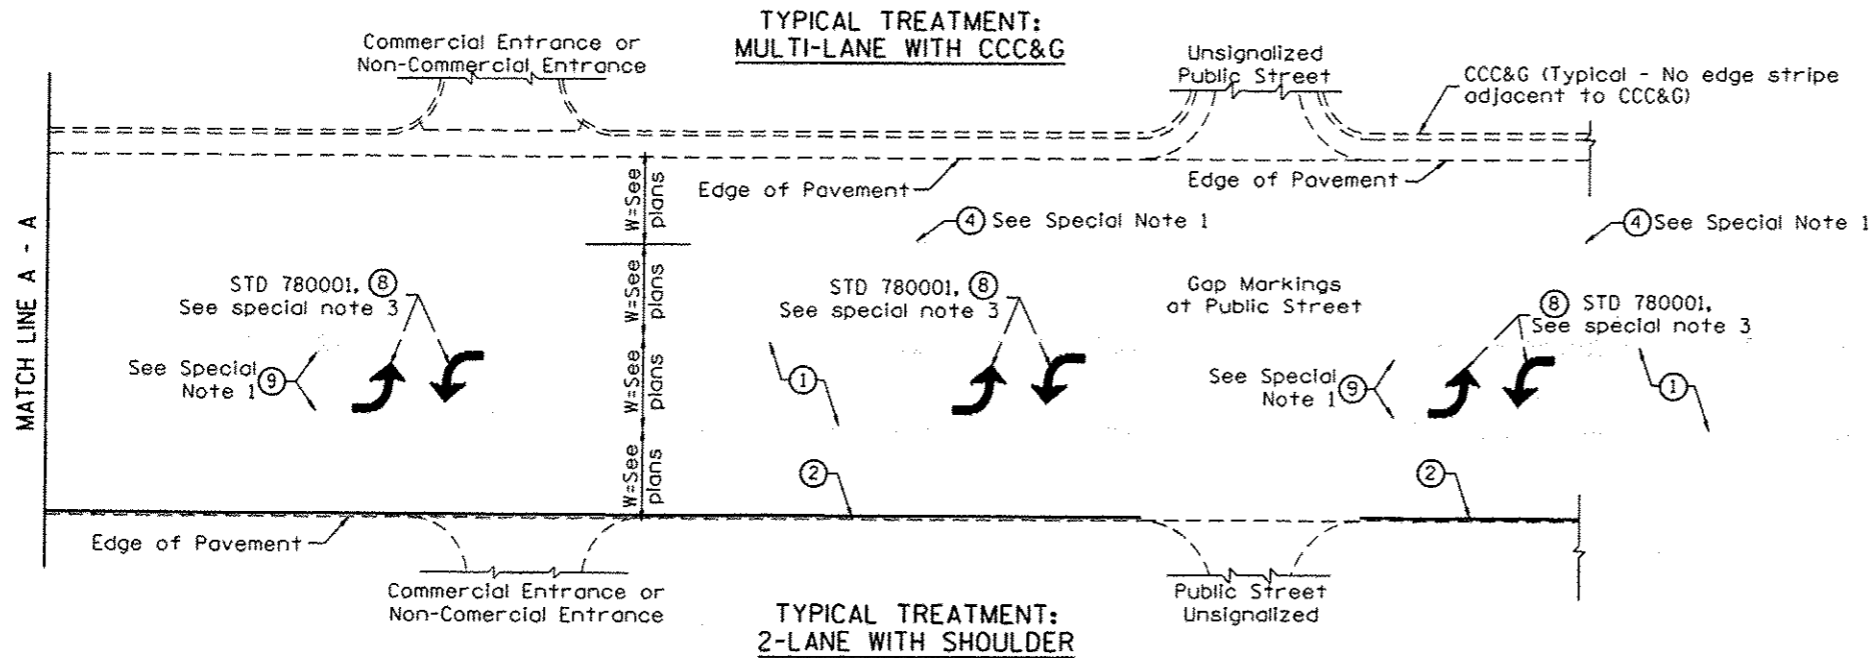 TYPICAL TREATMENT:
MULTI-LANE WITH CCC&G
Commercial Entrance or
Non-Commercial Entrance
Unsignalized
Public Street
CCC&G (Typical - No edge stripe
adjacent to CCC&G)
Edge of Pavement
Edge of Pavement
MATCH LINE A - A
W=See
plans
W=See
plans
W=See
plans
W=See
plans
4 See Special Note 1
4 See Special Note 1
STD 780001, 8
See special note 3
STD 780001, 8
See special note 3
Gap Markings
at Public Street
8 STD 780001,
See special note 3
See Special
Note 1 9
1
See Special
Note 1 9
1
2
2
Edge of Pavement
Commercial Entrance or
Non-Comercial Entrance
Public Street
Unsignalized
TYPICAL TREATMENT:
2-LANE WITH SHOULDER